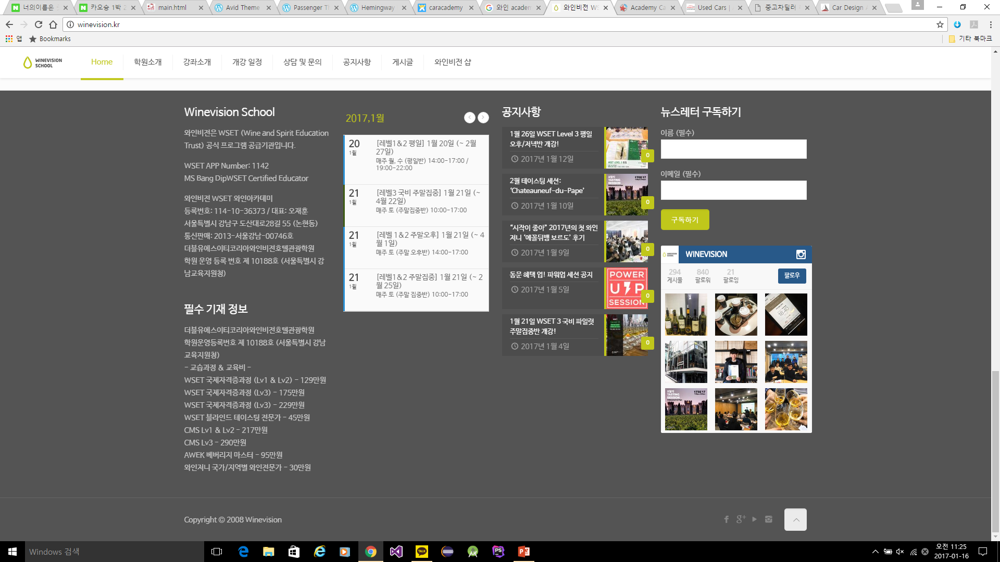 너의이름은
카오슝 1박 2
main.html
Avid Theme
Passenger T
Hemingway
caracademy
와인 academ
와인비전 WS
Academy Ca
Used Cars |
중고차딜러
Car Design A
winevision.kr
앱
Bookmarks
기타 북마크
WINEVISION
SCHOOL
Home
학원소개
강좌소개
개강 일정
상담 및 문의
공지사항
게시글
와인비전 샵
Winevision School
와인비전은 WSET (Wine and Spirit Education
Trust) 공식 프로그램 공급기관입니다.
WSET APP Number: 1142
MS Bang DipWSET Certified Educator
와인비전 WSET 와인아카데미
등록번호: 114-10-36373 / 대표: 오재훈
서울특별시 강남구 도산대로28길 55 (논현동)
통신판매: 2013-서울강남-00746호
더블유에스이티코리아와인비전호텔관광학원
학원 운영 등록 번호 제 10188호 (서울특별시 강
남교육지원청)
필수 기재 정보
더블유에스이티코리아와인비전호텔관광학원
학원운영등록번호 제 10188호 (서울특별시 강남
교육지원청)
- 교습과정 & 교육비 -
WSET 국제자격증과정 (Lv1 & Lv2) - 129만원
WSET 국제자격증과정 (Lv3) - 175만원
WSET 국제자격증과정 (Lv3) - 229만원
WSET 블라인드 테이스팅 전문가 - 45만원
CMS Lv1 & Lv2 - 217만원
CMS Lv3 - 290만원
AWEK 베버리지 마스터 - 95만원
와인저니 국가/지역별 와인전문가 - 30만원
2017,1월
20
1월
[레벨1&2 평일] 1월 20일 (~ 2월
27일)
매주 월, 수 (평일반) 14:00-17:00 /
19:00-22:00
21
1월
[레벨3 국비 주말집중] 1월 21일 (~
4월 22일)
매주 토 (주말집중반) 10:00-17:00
21
1월
[레벨 1&2 주말오후] 1월 21일 (~ 4
월 1일)
매주 토 (주말 오후반) 14:00-17:00
21
1월
[레벨1&2 주말집중] 1월 21일 (~ 2
월 25일)
매주 토 (주말 집중반) 10:00-17:00
공지사항
1월 26일 WSET Level 3 평일
오후/저녁반 개강!
2017년 1월 12일
WSET LEVEL 3 평일
0
2월 테이스팅 세션:
‘Chateauneuf-du-Pape’
2017년 1월 10일
2월의
TASTING
SESSION
17/02/17
0
“시작이 좋아” 2017년의 첫 와인
저니 ‘에꼴뒤뱅 보르도’ 후기
2017년 1월 9일
0
동문 혜택 업! 파워업 세션 공지
2017년 1월 5일
POWER
UP
SESSION
0
1월 21일 WSET 3 국비 파일럿
주말집중반 개강!
2017년 1월 4일
Level 3
0
뉴스레터 구독하기
이름 (필수)
이메일 (필수)
구독하기
WINEVISION
294
게시물
840
팔로워
21
팔로잉
팔로우
18:40
2월의
TASTING
SESSION
17/02/17
Copyright © 2008 Winevision
Windows 검색
TALK
PS
오전 11:25
2017-01-16